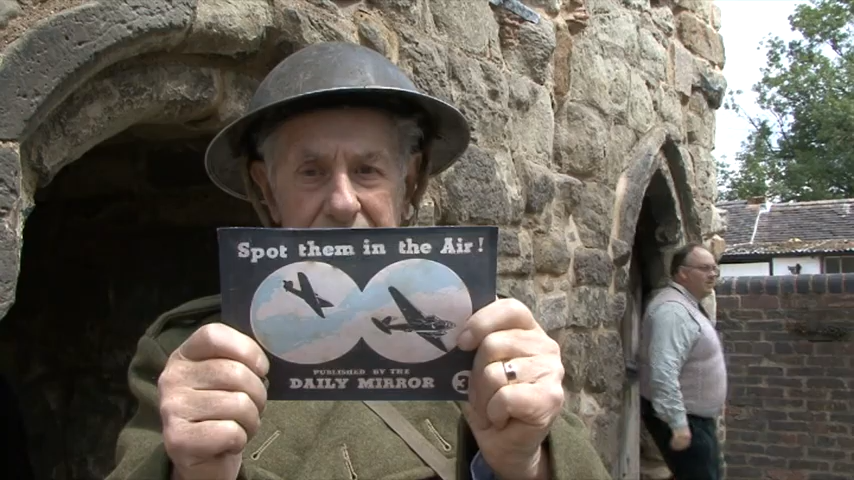 Spot them in the Air!
PUBLISHED BY THE
DAILY MIRROR
3